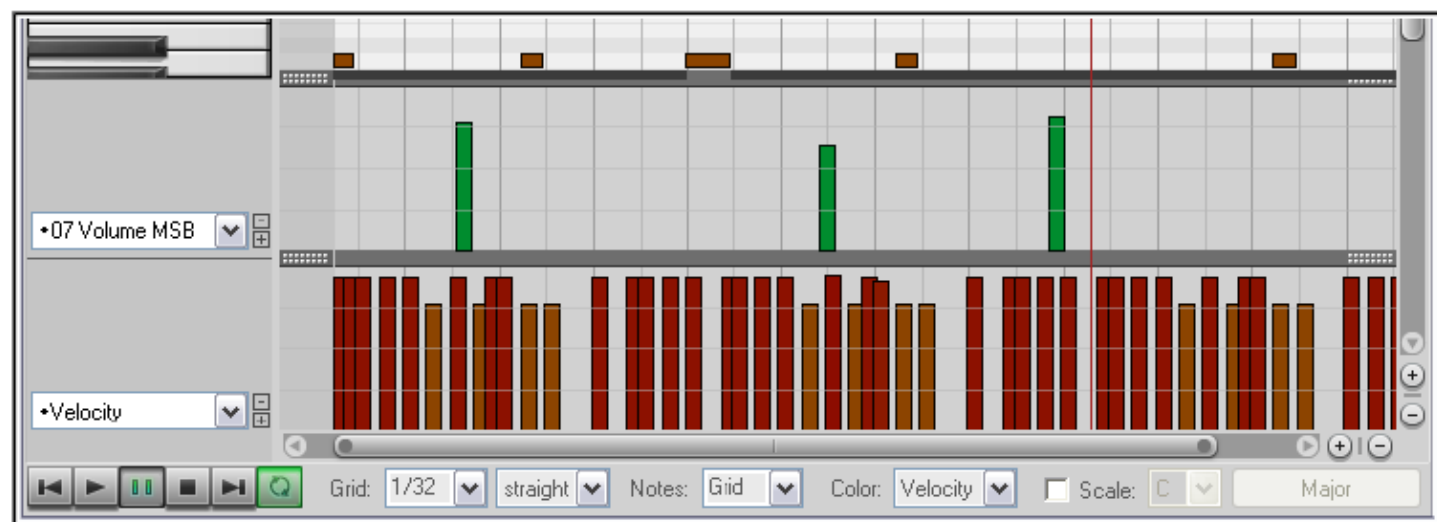 •07 Volume MSB
•Velocity
Grid: 1/32 straight Notes: Grid Color: Velocity Scale: C Major